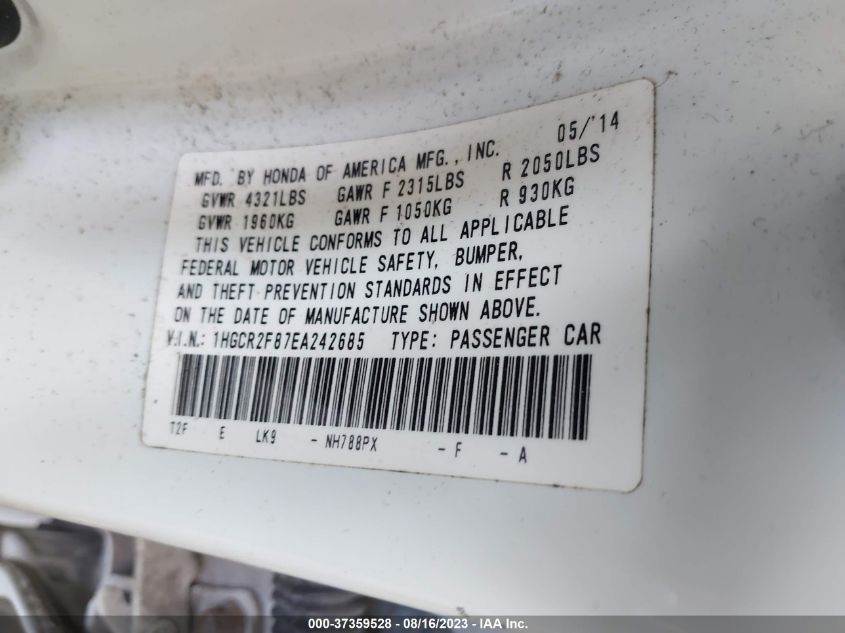 05/'14
MFD. BY HONDA OF AMERICA MFG., INC.
GVWR 4321LBS GAWR F 2315LBS R 2050LBS
GVWR 1960KG GAWR F 1050KG R 930KG
THIS VEHICLE CONFORMS TO ALL APPLICABLE
FEDERAL MOTOR VEHICLE SAFETY, BUMPER,
AND THEFT PREVENTION STANDARDS IN EFFECT
ON THE DATE OF MANUFACTURE SHOWN ABOVE.
V.I.N.: 1HGCR2F87EA242685 TYPE: PASSENGER CAR
T2F E LK9 - NH788PX - F - A
000-37359528 - 08/16/2023 - © IAA, Inc.